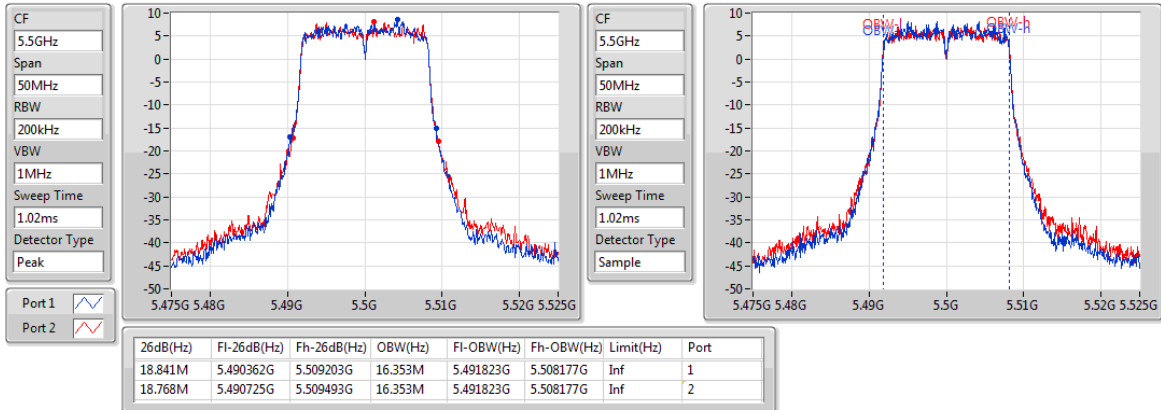 CF
5.5GHz
Span
50MHz
RBW
200kHz
VBW
1MHz
Sweep Time
1.02ms
Detector Type
Peak
Port 1
Port 2
10
5
0
-5
-10
-15
-20
-25
-30
-35
-40
-45
-50
5.475G 5.48G 5.49G 5.5G 5.51G 5.52G 5.525G
CF
5.5GHz
Span
50MHz
RBW
200kHz
VBW
1MHz
Sweep Time
1.02ms
Detector Type
Sample
10
5
0
-5
-10
-15
-20
-25
-30
-35
-40
-45
-50
OBW-l OBW-h
OBW-l OBW-h
5.475G 5.48G 5.49G 5.5G 5.51G 5.52G 5.525G
26dB(Hz) Fl-26dB(Hz) Fh-26dB(Hz) OBW(Hz) Fl-OBW(Hz) Fh-OBW(Hz) Limit(Hz) Port
18.841M 5.490362G 5.509203G 16.353M 5.491823G 5.508177G Inf 1
18.768M 5.490725G 5.509493G 16.353M 5.491823G 5.508177G Inf 2